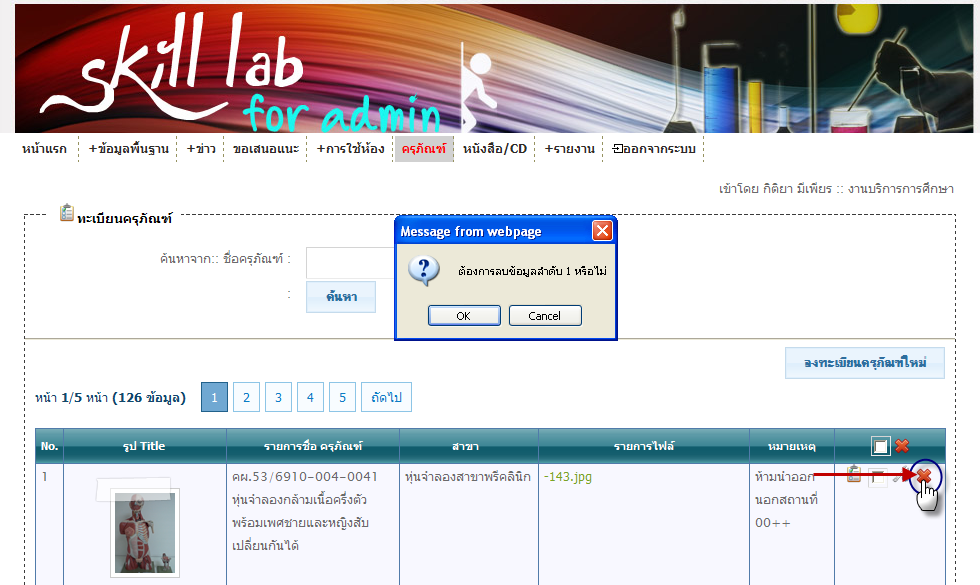 skill lab
for admin
หน้าแรก +ข้อมูลพื้นฐาน +ข่าว ขอเสนอแนะ +การใช้ห้อง ครุภัณฑ์ หนังสือ/CD +รายงาน ออกจากระบบ
เข้าโดย กิติยา มีเพียร :: งานบริการการศึกษา
ทะเบียนครุภัณฑ์
Message from webpage
ค้นหาจาก:: ชื่อครุภัณฑ์ :
ต้องการลบข้อมูลลำดับ 1 หรือไม่
: ค้นหา
OK Cancel
ลงทะเบียนครุภัณฑ์ใหม่
หน้า 1/5 หน้า (126 ข้อมูล) 1 2 3 4 5 ถัดไป
No. รูป Title รายการชื่อ ครุภัณฑ์ สาขา รายการไฟล์ หมายเหตุ
1 คผ.53/6910-004-0041 หุ่นจำลองสาขาพรีคลินิก -143.jpg ห้ามนำออก
หุ่นจำลองกล้ามเนื้อครึ่งตัว นอกสถานที่
พร้อมเพศชายและหญิงสับ 00++
เปลี่ยนกันได้